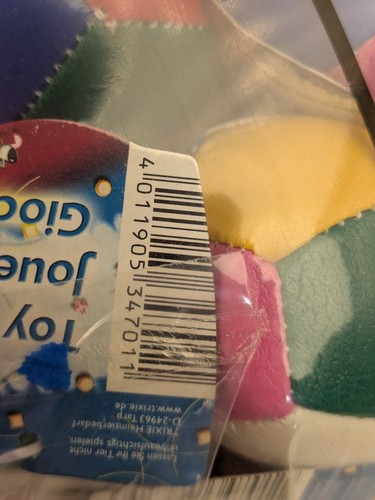 Toy
Joue
Gioc
Lassen Sie Ihr Tier nicht
unbeaufsichtigt spielen.
TRIXIE Heimtierbedarf
D-24963 Tarp
www.trixie.de
4 011905 347011